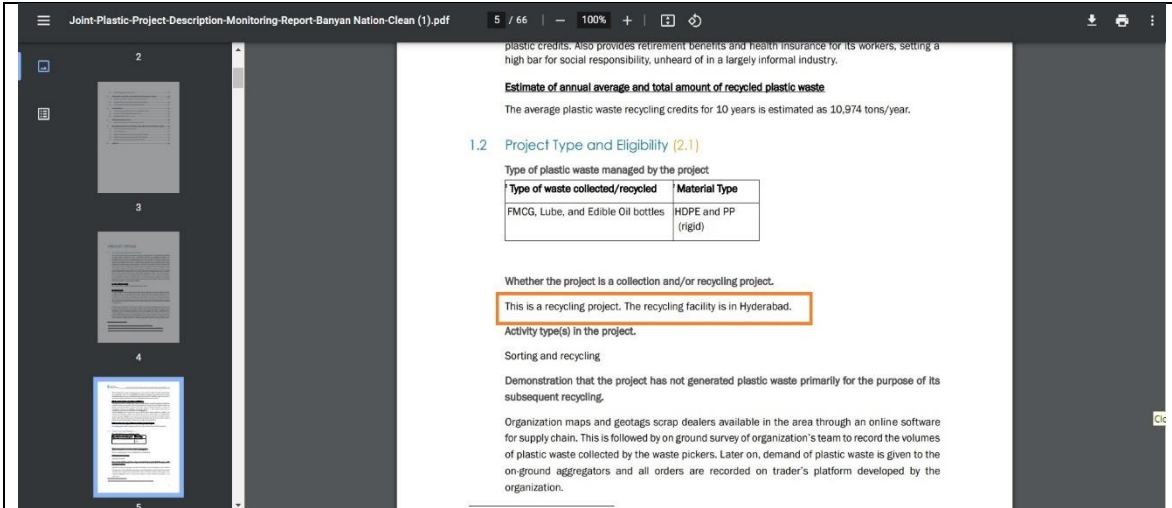 Joint-Plastic-Project-Description-Monitoring-Report-Banyan Nation-Clean (1).pdf
5 / 66 | − 100% +
2
3
4
5
plastic credits. Also provides retirement benefits and health insurance for its workers, setting a
high bar for social responsibility, unheard of in a largely informal industry.
Estimate of annual average and total amount of recycled plastic waste
The average plastic waste recycling credits for 10 years is estimated as 10,974 tons/year.
1.2 Project Type and Eligibility (2.1)
Type of plastic waste managed by the project
Type of waste collected/recycled Material Type
FMCG, Lube, and Edible Oil bottles HDPE and PP
(rigid)
Whether the project is a collection and/or recycling project.
This is a recycling project. The recycling facility is in Hyderabad.
Activity type(s) in the project.
Sorting and recycling
Demonstration that the project has not generated plastic waste primarily for the purpose of its
subsequent recycling.
Organization maps and geotags scrap dealers available in the area through an online software
for supply chain. This is followed by on ground survey of organization's team to record the volumes
of plastic waste collected by the waste pickers. Later on, demand of plastic waste is given to the
on-ground aggregators and all orders are recorded on trader's platform developed by the
organization.
Clo